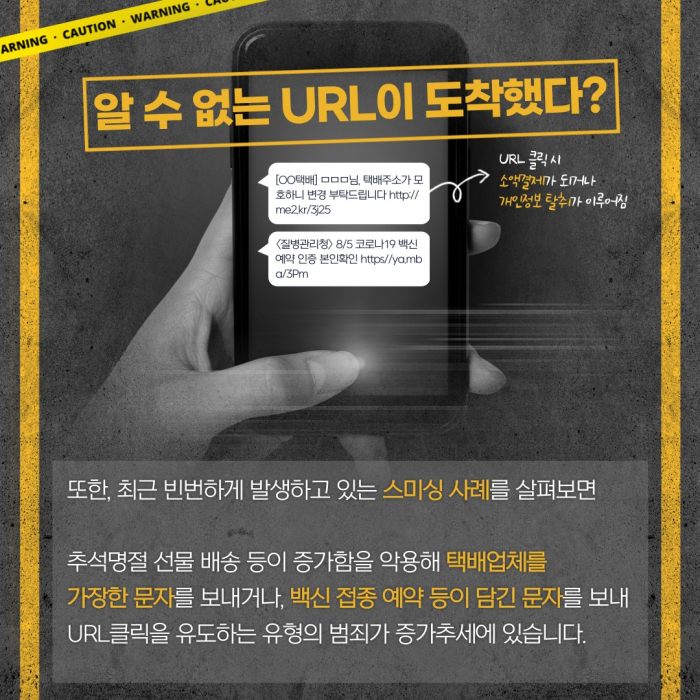 ARNING · CAUTION · WARNING ·
알 수 없는 URL이 도착했다?
[OO택배] ㅁㅁㅁ님, 택배주소가 모
호하니 변경 부탁드립니다 http://
me2.kr/3j25
URL 클릭 시
소액결제가 되거나
개인정보 탈취가 이루어짐
〈질병관리청〉 8/5 코로나19 백신
예약 인증 본인확인 https//ya.mb
a/3Pm
또한, 최근 빈번하게 발생하고 있는 스미싱 사례를 살펴보면
추석명절 선물 배송 등이 증가함을 악용해 택배업체를
가장한 문자를 보내거나, 백신 접종 예약 등이 담긴 문자를 보내
URL클릭을 유도하는 유형의 범죄가 증가추세에 있습니다.